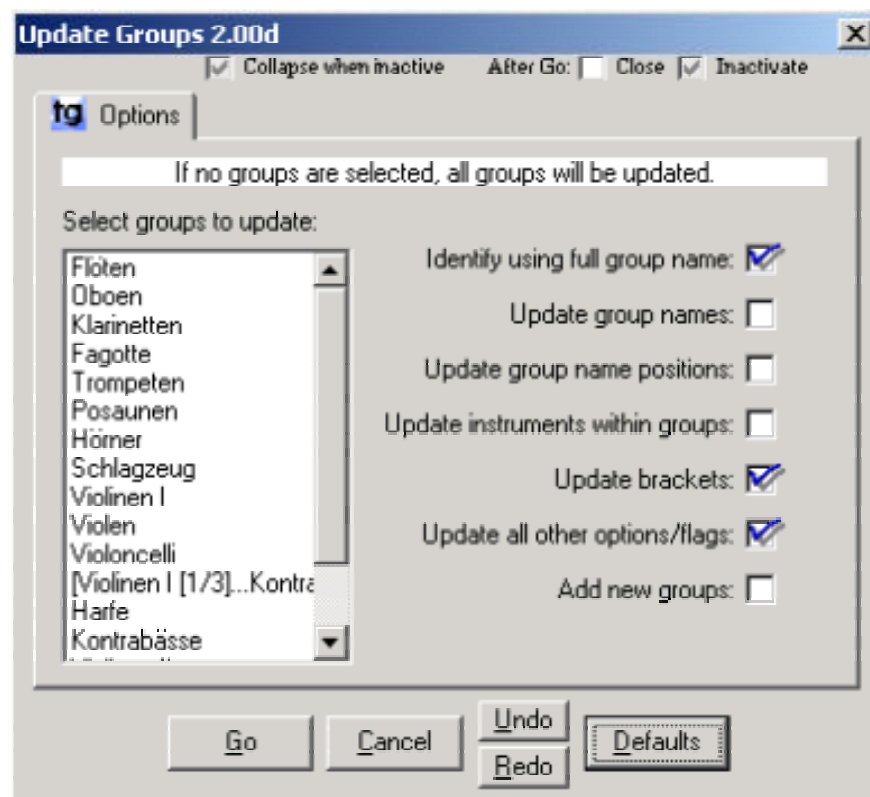 Update Groups 2.00d
Collapse when inactive After Go: Close Inactivate
tg Options
If no groups are selected, all groups will be updated.
Select groups to update:
Flöten
Oboen
Klarinetten
Fagotte
Trompeten
Posaunen
Hörner
Schlagzeug
Violinen I
Violen
Violoncelli
[Violinen I [1/3]...Kontra
Harfe
Kontrabässe
Identify using full group name:
Update group names:
Update group name positions:
Update instruments within groups:
Update brackets:
Update all other options/flags:
Add new groups:
Go
Cancel
Undo
Redo
Defaults